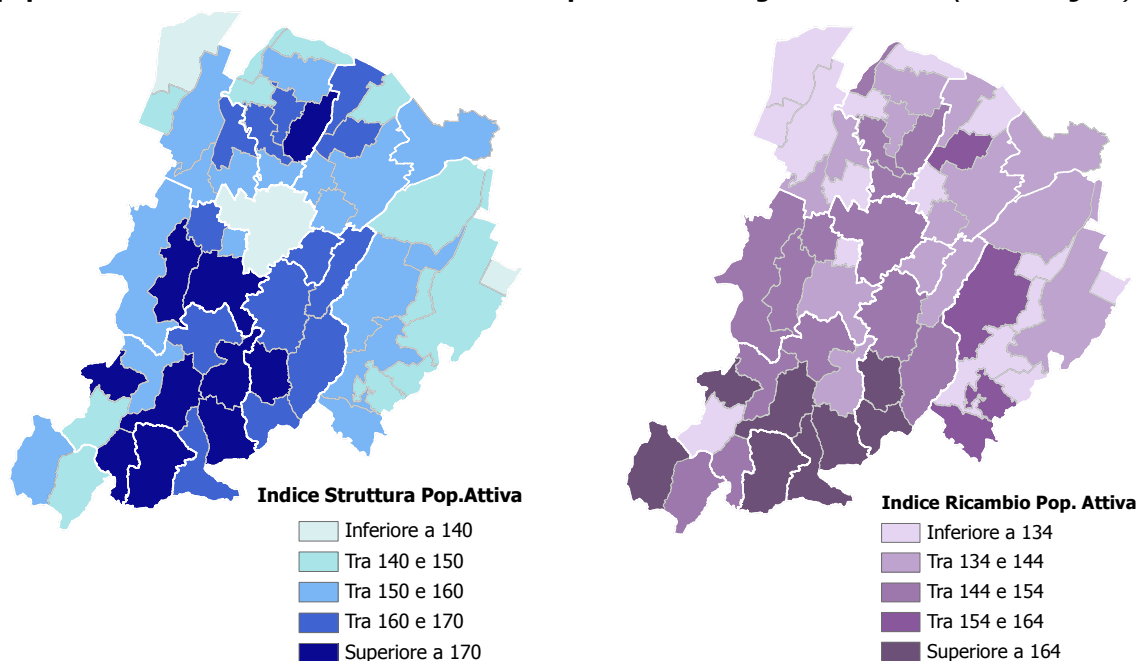 Indice Struttura Pop.Attiva
Inferiore a 140
Tra 140 e 150
Tra 150 e 160
Tra 160 e 170
Superiore a 170
Indice Ricambio Pop. Attiva
Inferiore a 134
Tra 134 e 144
Tra 144 e 154
Tra 154 e 164
Superiore a 164